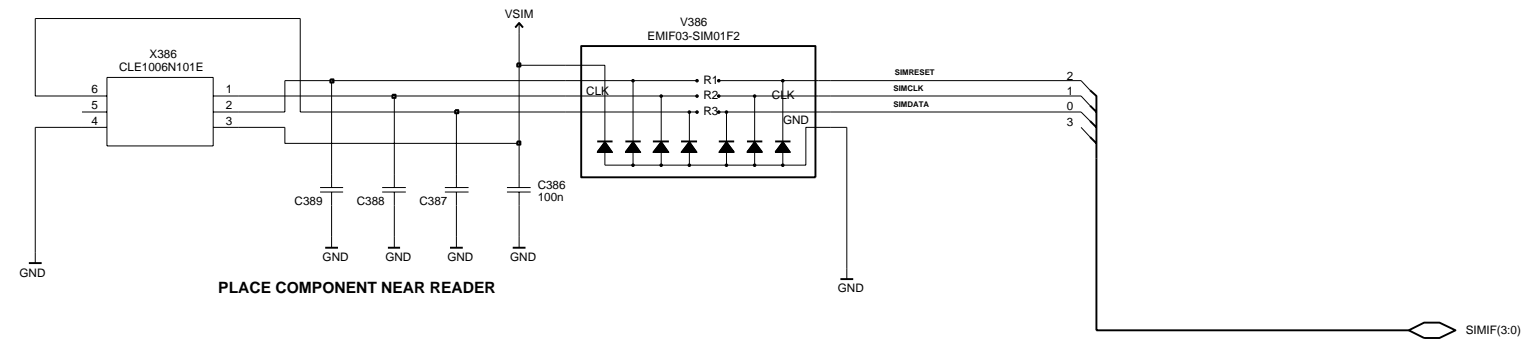 VSIM
V386
EMIF03-SIM01F2
X386
CLE1006N101E
6
5
4
1
2
3
R1
CLK
R2
CLK
R3
GND
SIMRESET
2
SIMCLK
1
SIMDATA
0
3
C389
C388
C387
C386
100n
GND
GND
GND
GND
GND
GND
PLACE COMPONENT NEAR READER
SIMIF(3:0)